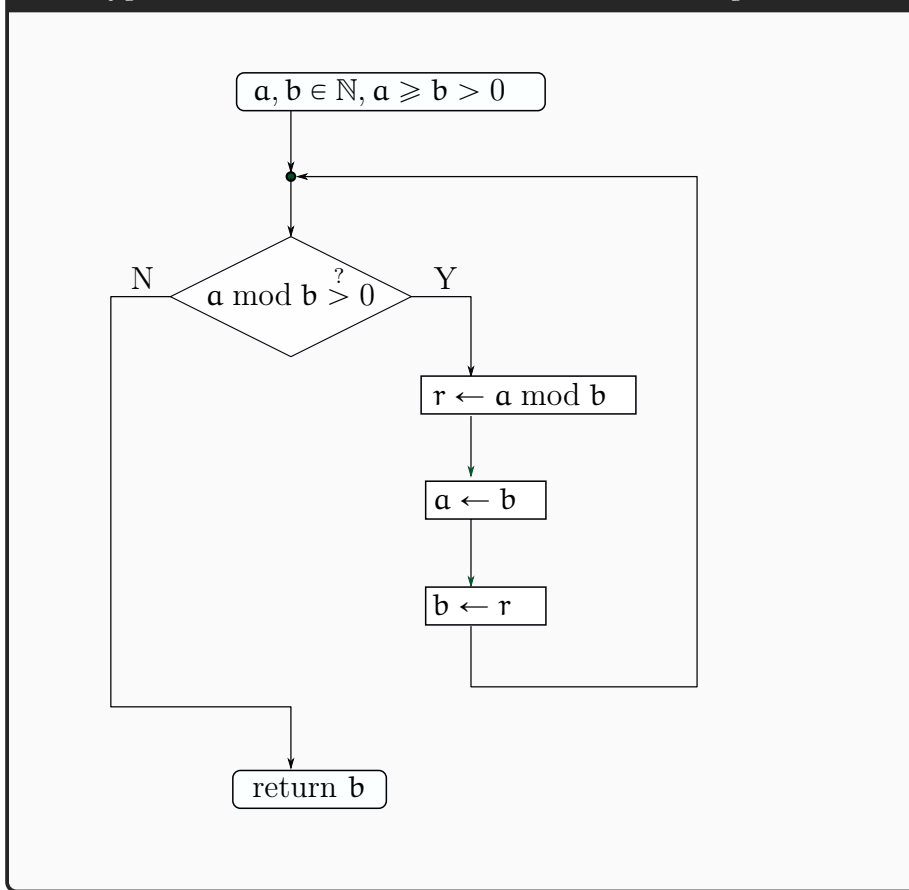 a, b ∈ ℕ, a ⩾ b > 0
N
a mod b >? 0
Y
r ← a mod b
a ← b
b ← r
return b